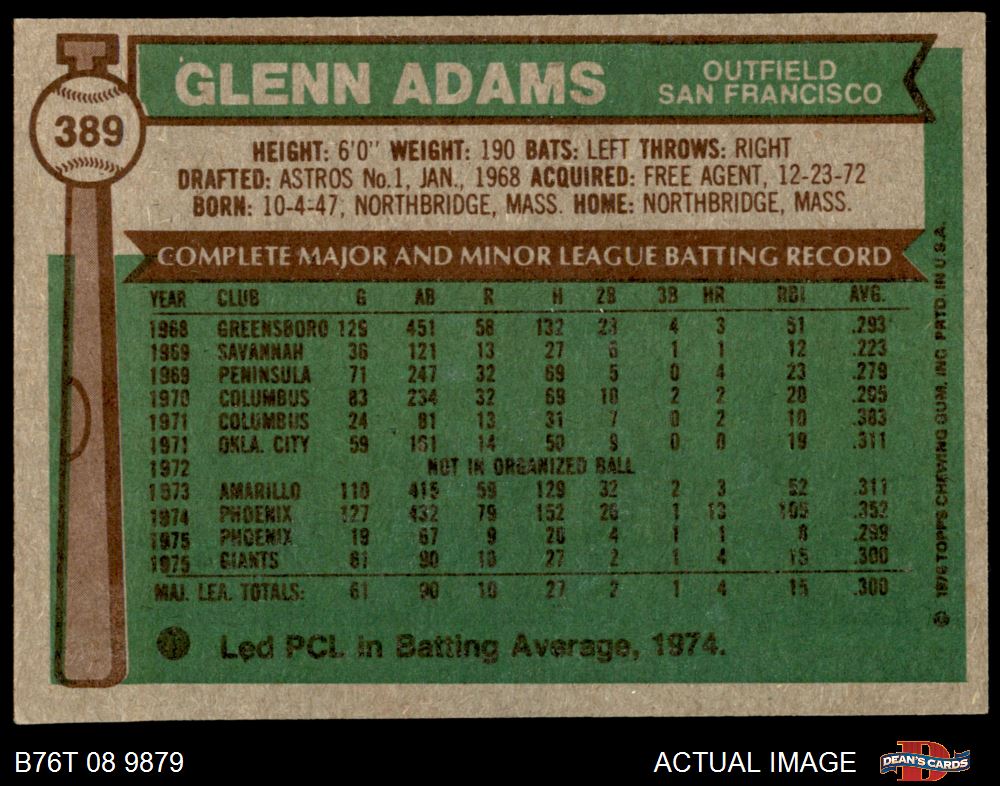 389
GLENN ADAMS
OUTFIELD
SAN FRANCISCO
HEIGHT: 6'0" WEIGHT: 190 BATS: LEFT THROWS: RIGHT
DRAFTED: ASTROS No.1, JAN., 1968 ACQUIRED: FREE AGENT, 12-23-72
BORN: 10-4-47, NORTHBRIDGE, MASS. HOME: NORTHBRIDGE, MASS.
COMPLETE MAJOR AND MINOR LEAGUE BATTING RECORD
YEAR CLUB G AB R H 2B 3B HR RBI AVG.
1968 GREENSBORO 126 451 58 132 23 4 3 51 .293
1969 SAVANNAH 36 121 13 27 6 1 1 12 .223
1969 PENINSULA 71 247 32 69 5 0 4 23 .279
1970 COLUMBUS 83 234 32 69 10 2 2 28 .295
1971 COLUMBUS 24 81 13 31 7 0 2 10 .383
1971 OKLA. CITY 59 161 14 50 9 0 0 19 .311
1972 NOT IN ORGANIZED BALL
1973 AMARILLO 110 415 59 129 32 2 3 52 .311
1974 PHOENIX 127 432 79 152 26 1 13 105 .352
1975 PHOENIX 19 67 9 20 4 1 1 8 .299
1975 GIANTS 61 90 10 27 2 1 4 15 .300
MAJ. LEA. TOTALS: 61 90 10 27 2 1 4 15 .300
Led PCL in Batting Average, 1974.
© 1976 TOPPS CHEWING GUM, INC. PRTD. IN U.S.A.
B76T 08 9879
ACTUAL IMAGE
DEAN'S CARDS